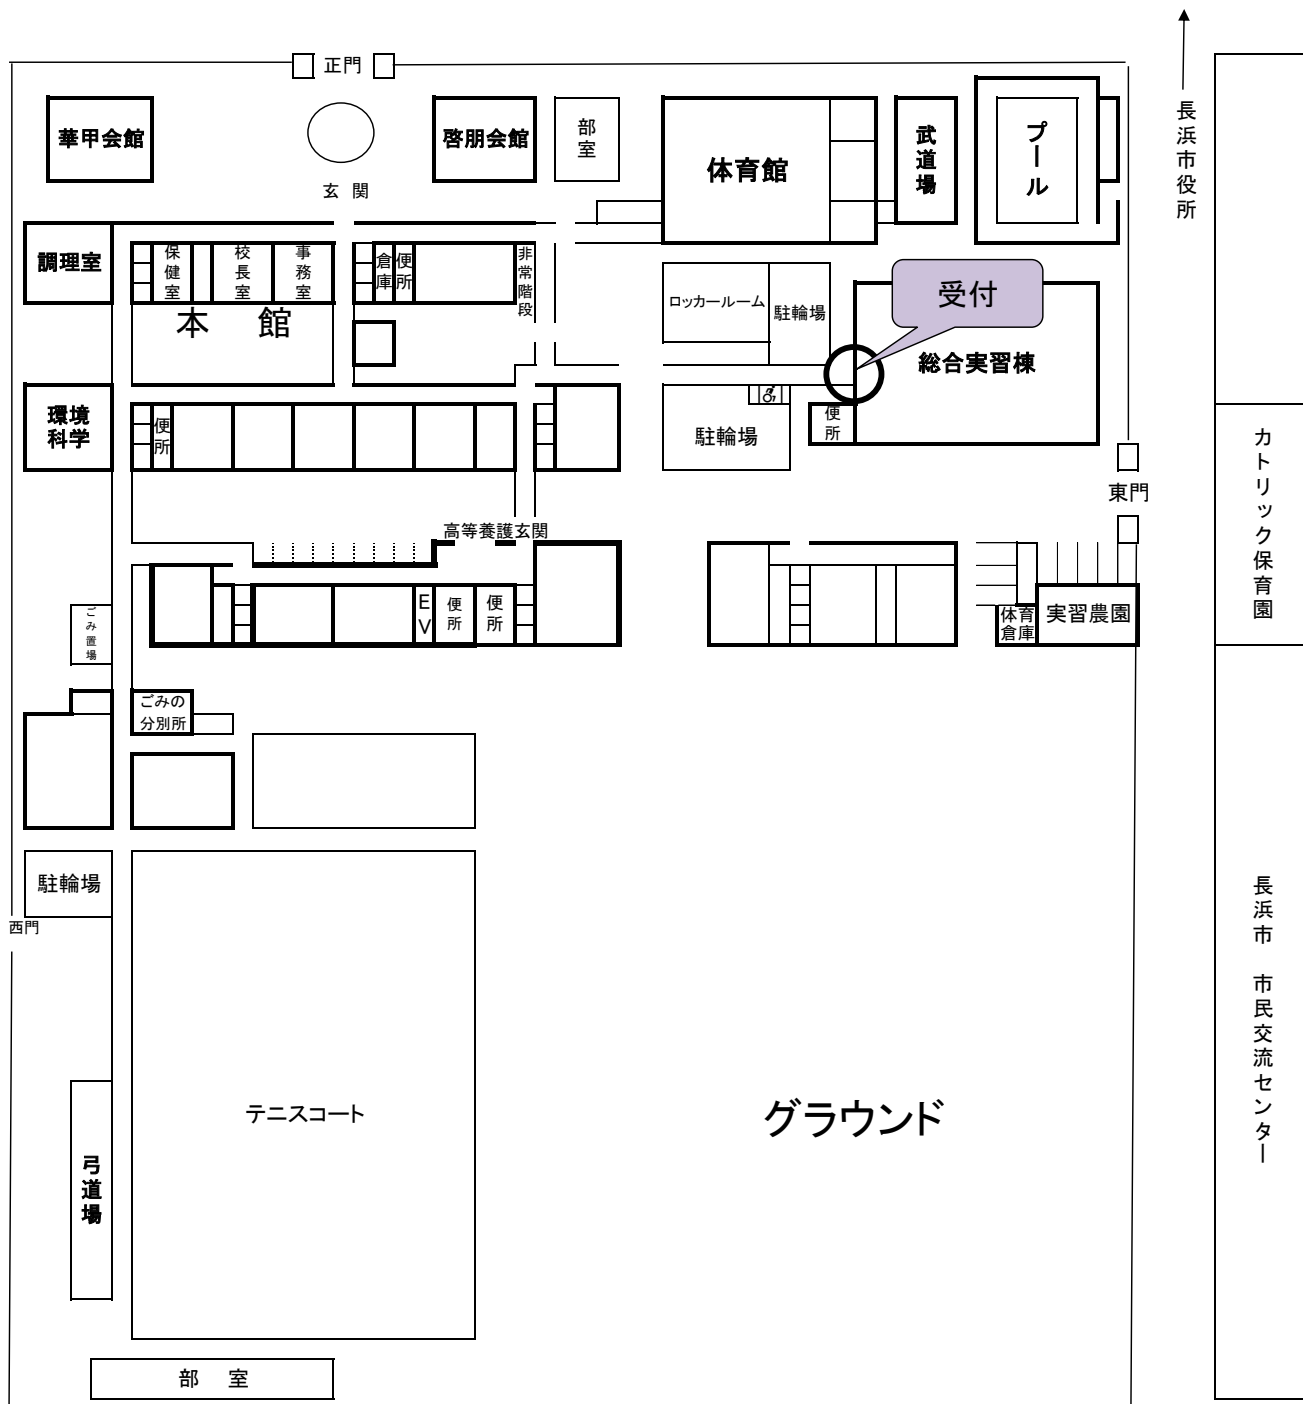 正門
長浜市役所
華甲会館
啓朋会館
部室
体育館
武道場
プール
玄関
調理室
保健室
校長室
事務室
倉庫
便所
非常階段
本館
ロッカールーム
駐輪場
受付
総合実習棟
環境
科学
便所
駐輪場
便所
東門
カトリック保育園
高等養護玄関
ごみ置場
EV
便所
便所
体育
倉庫
実習農園
ごみの
分別所
駐輪場
西門
長浜市 市民交流センター
テニスコート
グラウンド
弓道場
部室